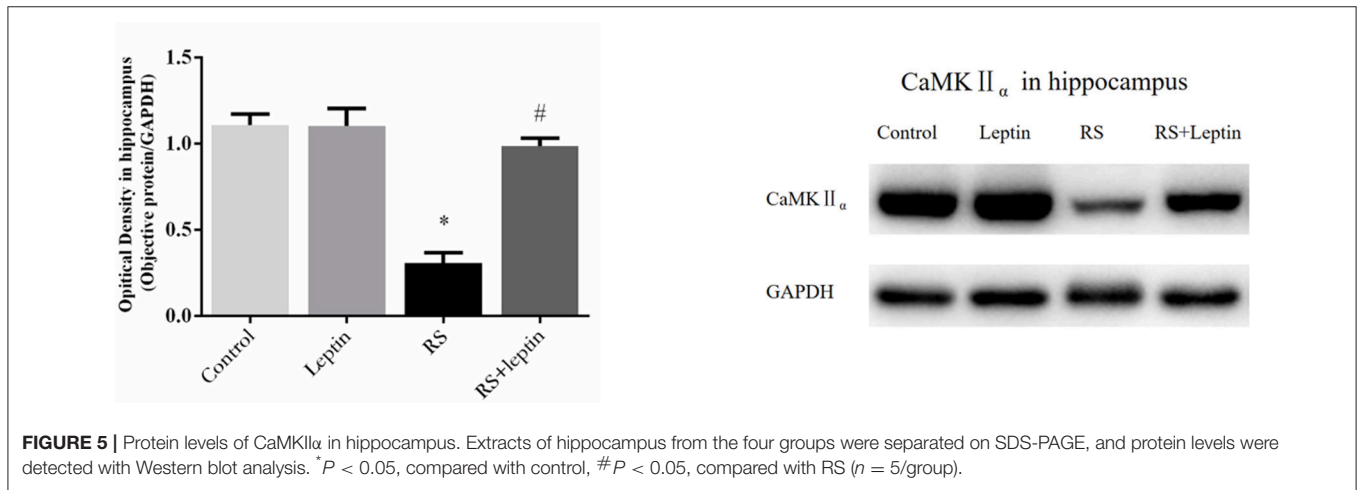 1.5
1.0
0.5
0.0
Opitical Density in hippocampus
(Objective protein/GAPDH)
*
#
Control
Leptin
RS
RS+leptin
CaMK Ⅱα in hippocampus
Control Leptin RS RS+Leptin
CaMK Ⅱα
GAPDH
FIGURE 5 | Protein levels of CaMKIIα in hippocampus. Extracts of hippocampus from the four groups were separated on SDS-PAGE, and protein levels were
detected with Western blot analysis. *P < 0.05, compared with control, #P < 0.05, compared with RS (n = 5/group).